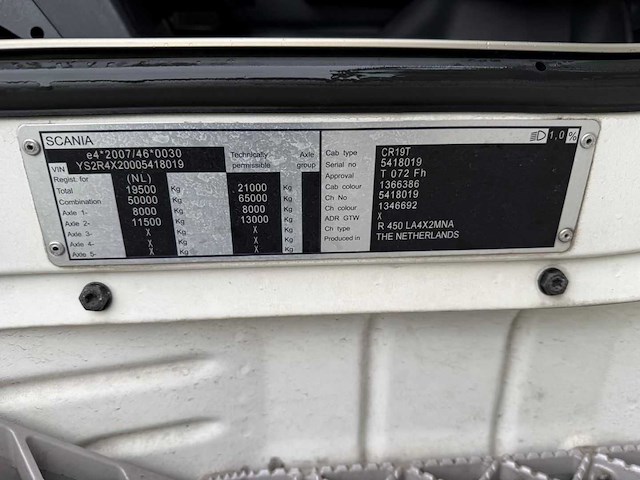 SCANIA
1,0%
e4*2007/46*0030
VIN YS2R4X20005418019
Technically permissible
Axle group
Regist. for (NL)
Total 19500 Kg 21000 Kg
Combination 50000 Kg 65000 Kg
Axle 1- 8000 Kg 8000 Kg
Axle 2- 11500 Kg 13000 Kg
Axle 3- X Kg X Kg
Axle 4- X Kg X Kg
Axle 5- X Kg X Kg
Cab type CR19T
Serial no 5418019
Approval T 072 Fh
Cab colour 1366386
Ch No 5418019
Ch colour 1346692
ADR GTW X
Ch type R 450 LA4X2MNA
Produced in THE NETHERLANDS